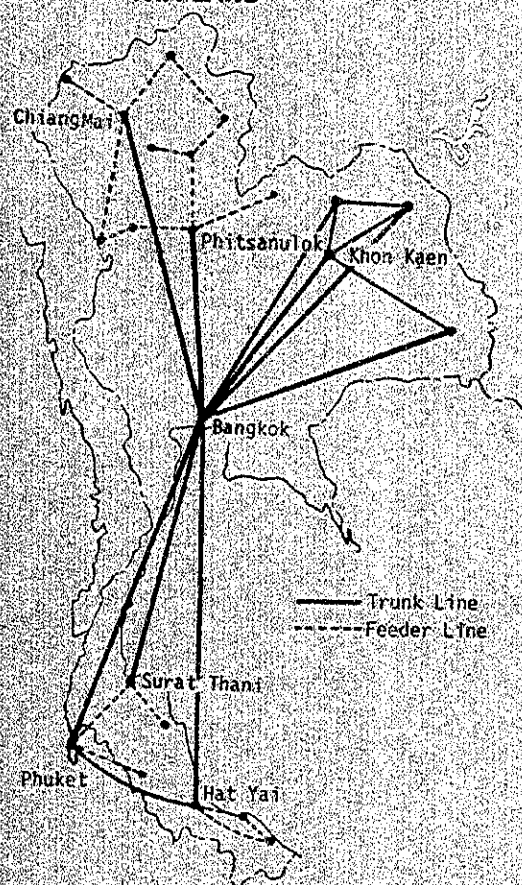 ChiangMai
Phitsanulok
Khon Kaen
Bangkok
Trunk Line
Feeder Line
Surat Thani
Phuket
Hat Yai